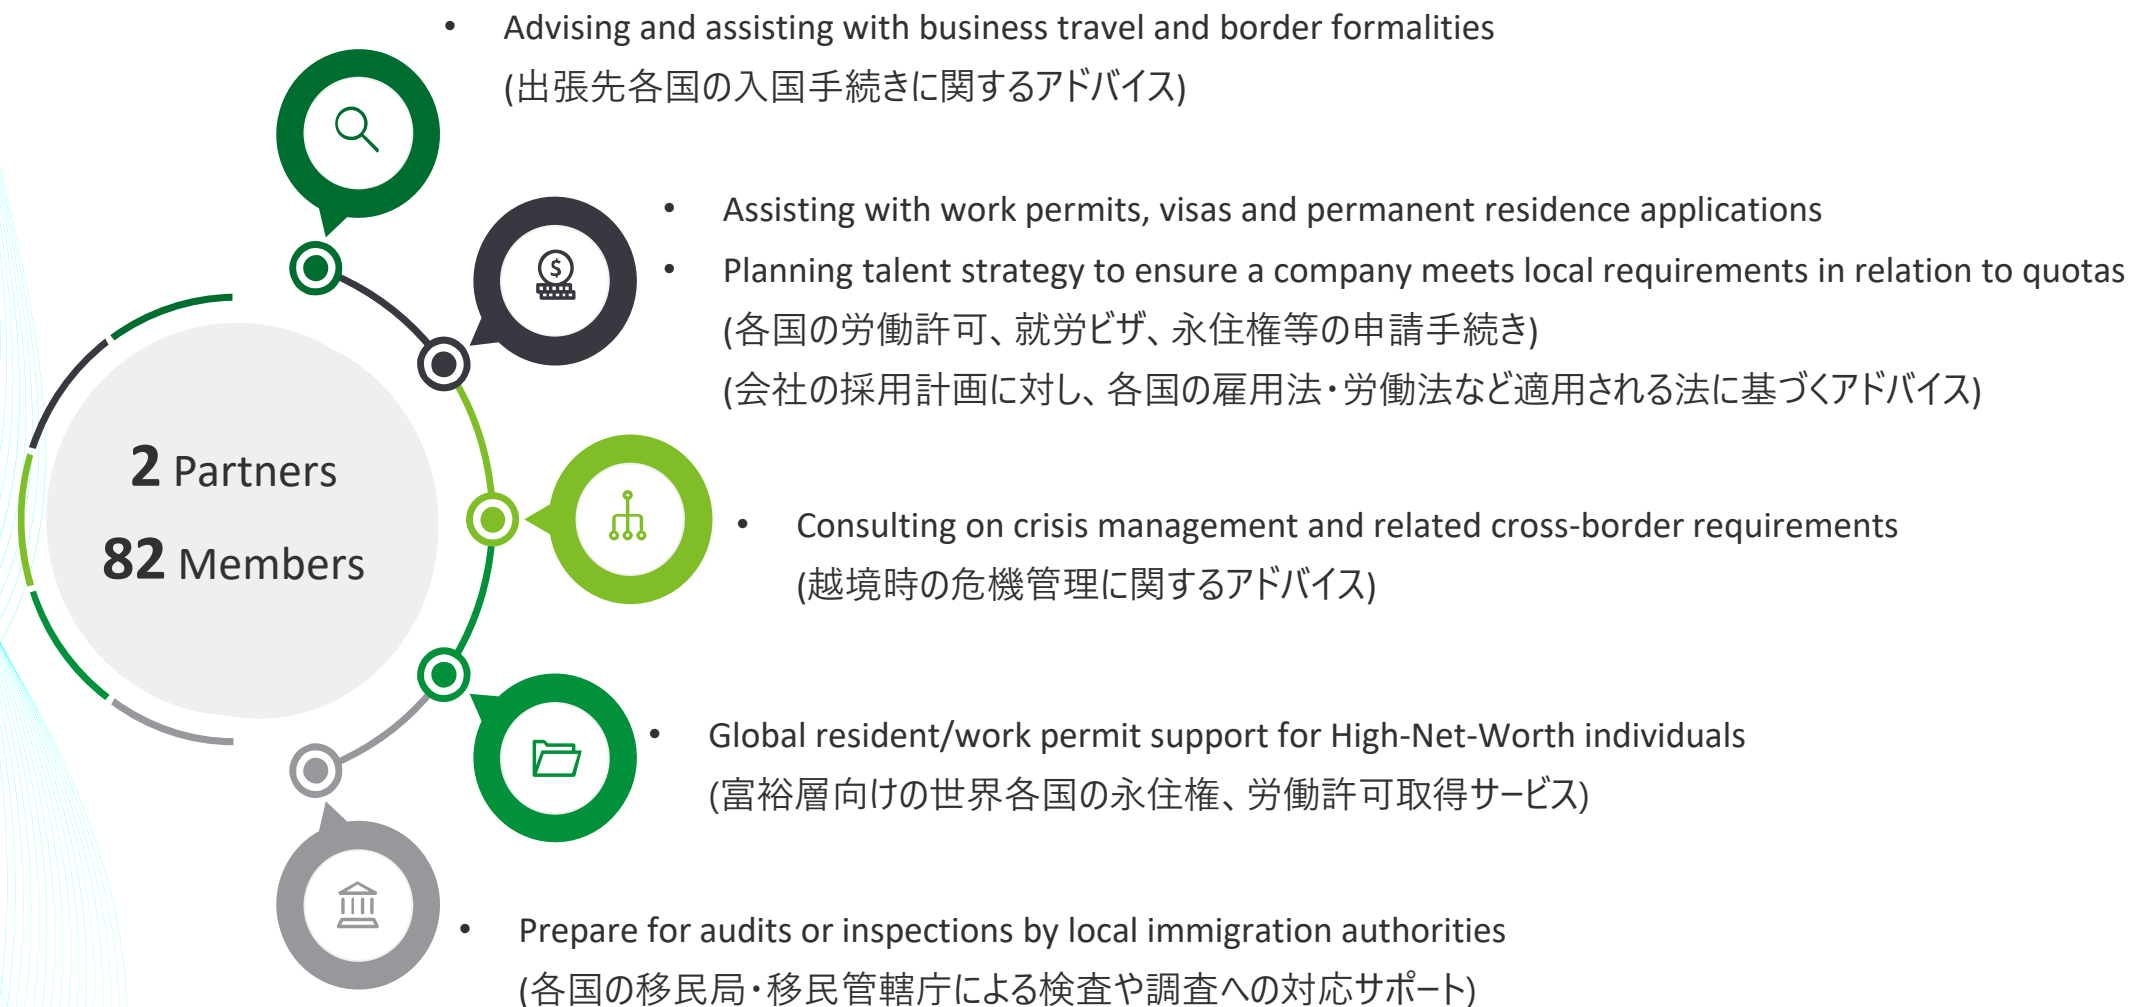 • Advising and assisting with business travel and border formalities
(出張先各国の入国手続きに関するアドバイス)
• Assisting with work permits, visas and permanent residence applications
• Planning talent strategy to ensure a company meets local requirements in relation to quotas
(各国の労働許可、就労ビザ、永住権等の申請手続き)
(会社の採用計画に対し、各国の雇用法・労働法など適用される法に基づくアドバイス)
2 Partners
82 Members
• Consulting on crisis management and related cross-border requirements
(越境時の危機管理に関するアドバイス)
• Global resident/work permit support for High-Net-Worth individuals
(富裕層向けの世界各国の永住権、労働許可取得サービス)
• Prepare for audits or inspections by local immigration authorities
(各国の移民局・移民管轄庁による検査や調査への対応サポート)